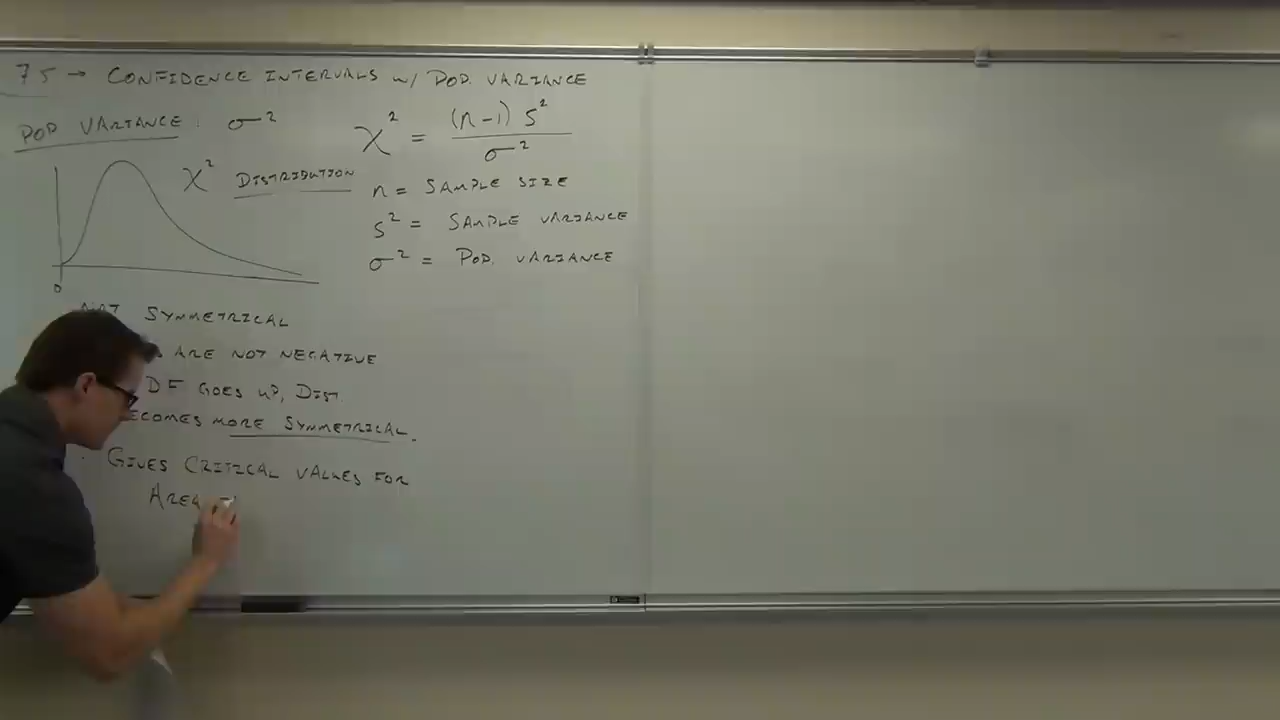 7.5 → CONFIDENCE INTERVALS W/ POP. VARIANCE
POP VARIANCE: σ²
χ² = (n-1) s² / σ²
χ² DISTRIBUTION
0
n = SAMPLE SIZE
s² = SAMPLE VARIANCE
σ² = POP. VARIANCE
SYMMETRICAL
ARE NOT NEGATIVE
DF GOES UP, DIST
MORE SYMMETRICAL.
GIVES CRITICAL VALUES FOR
AREA